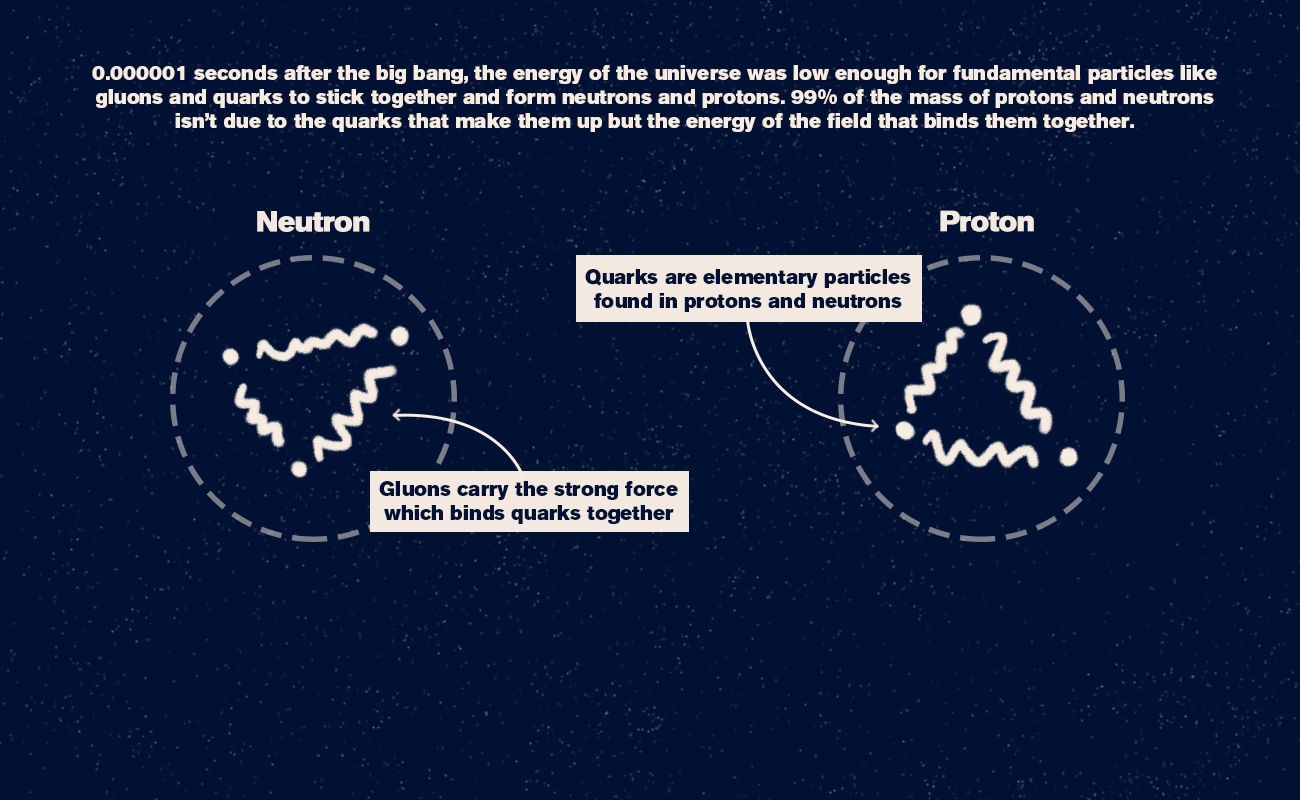 0.000001 seconds after the big bang, the energy of the universe was low enough for fundamental particles like
gluons and quarks to stick together and form neutrons and protons. 99% of the mass of protons and neutrons
isn’t due to the quarks that make them up but the energy of the field that binds them together.
Neutron
Proton
Quarks are elementary particles
found in protons and neutrons
Gluons carry the strong force
which binds quarks together